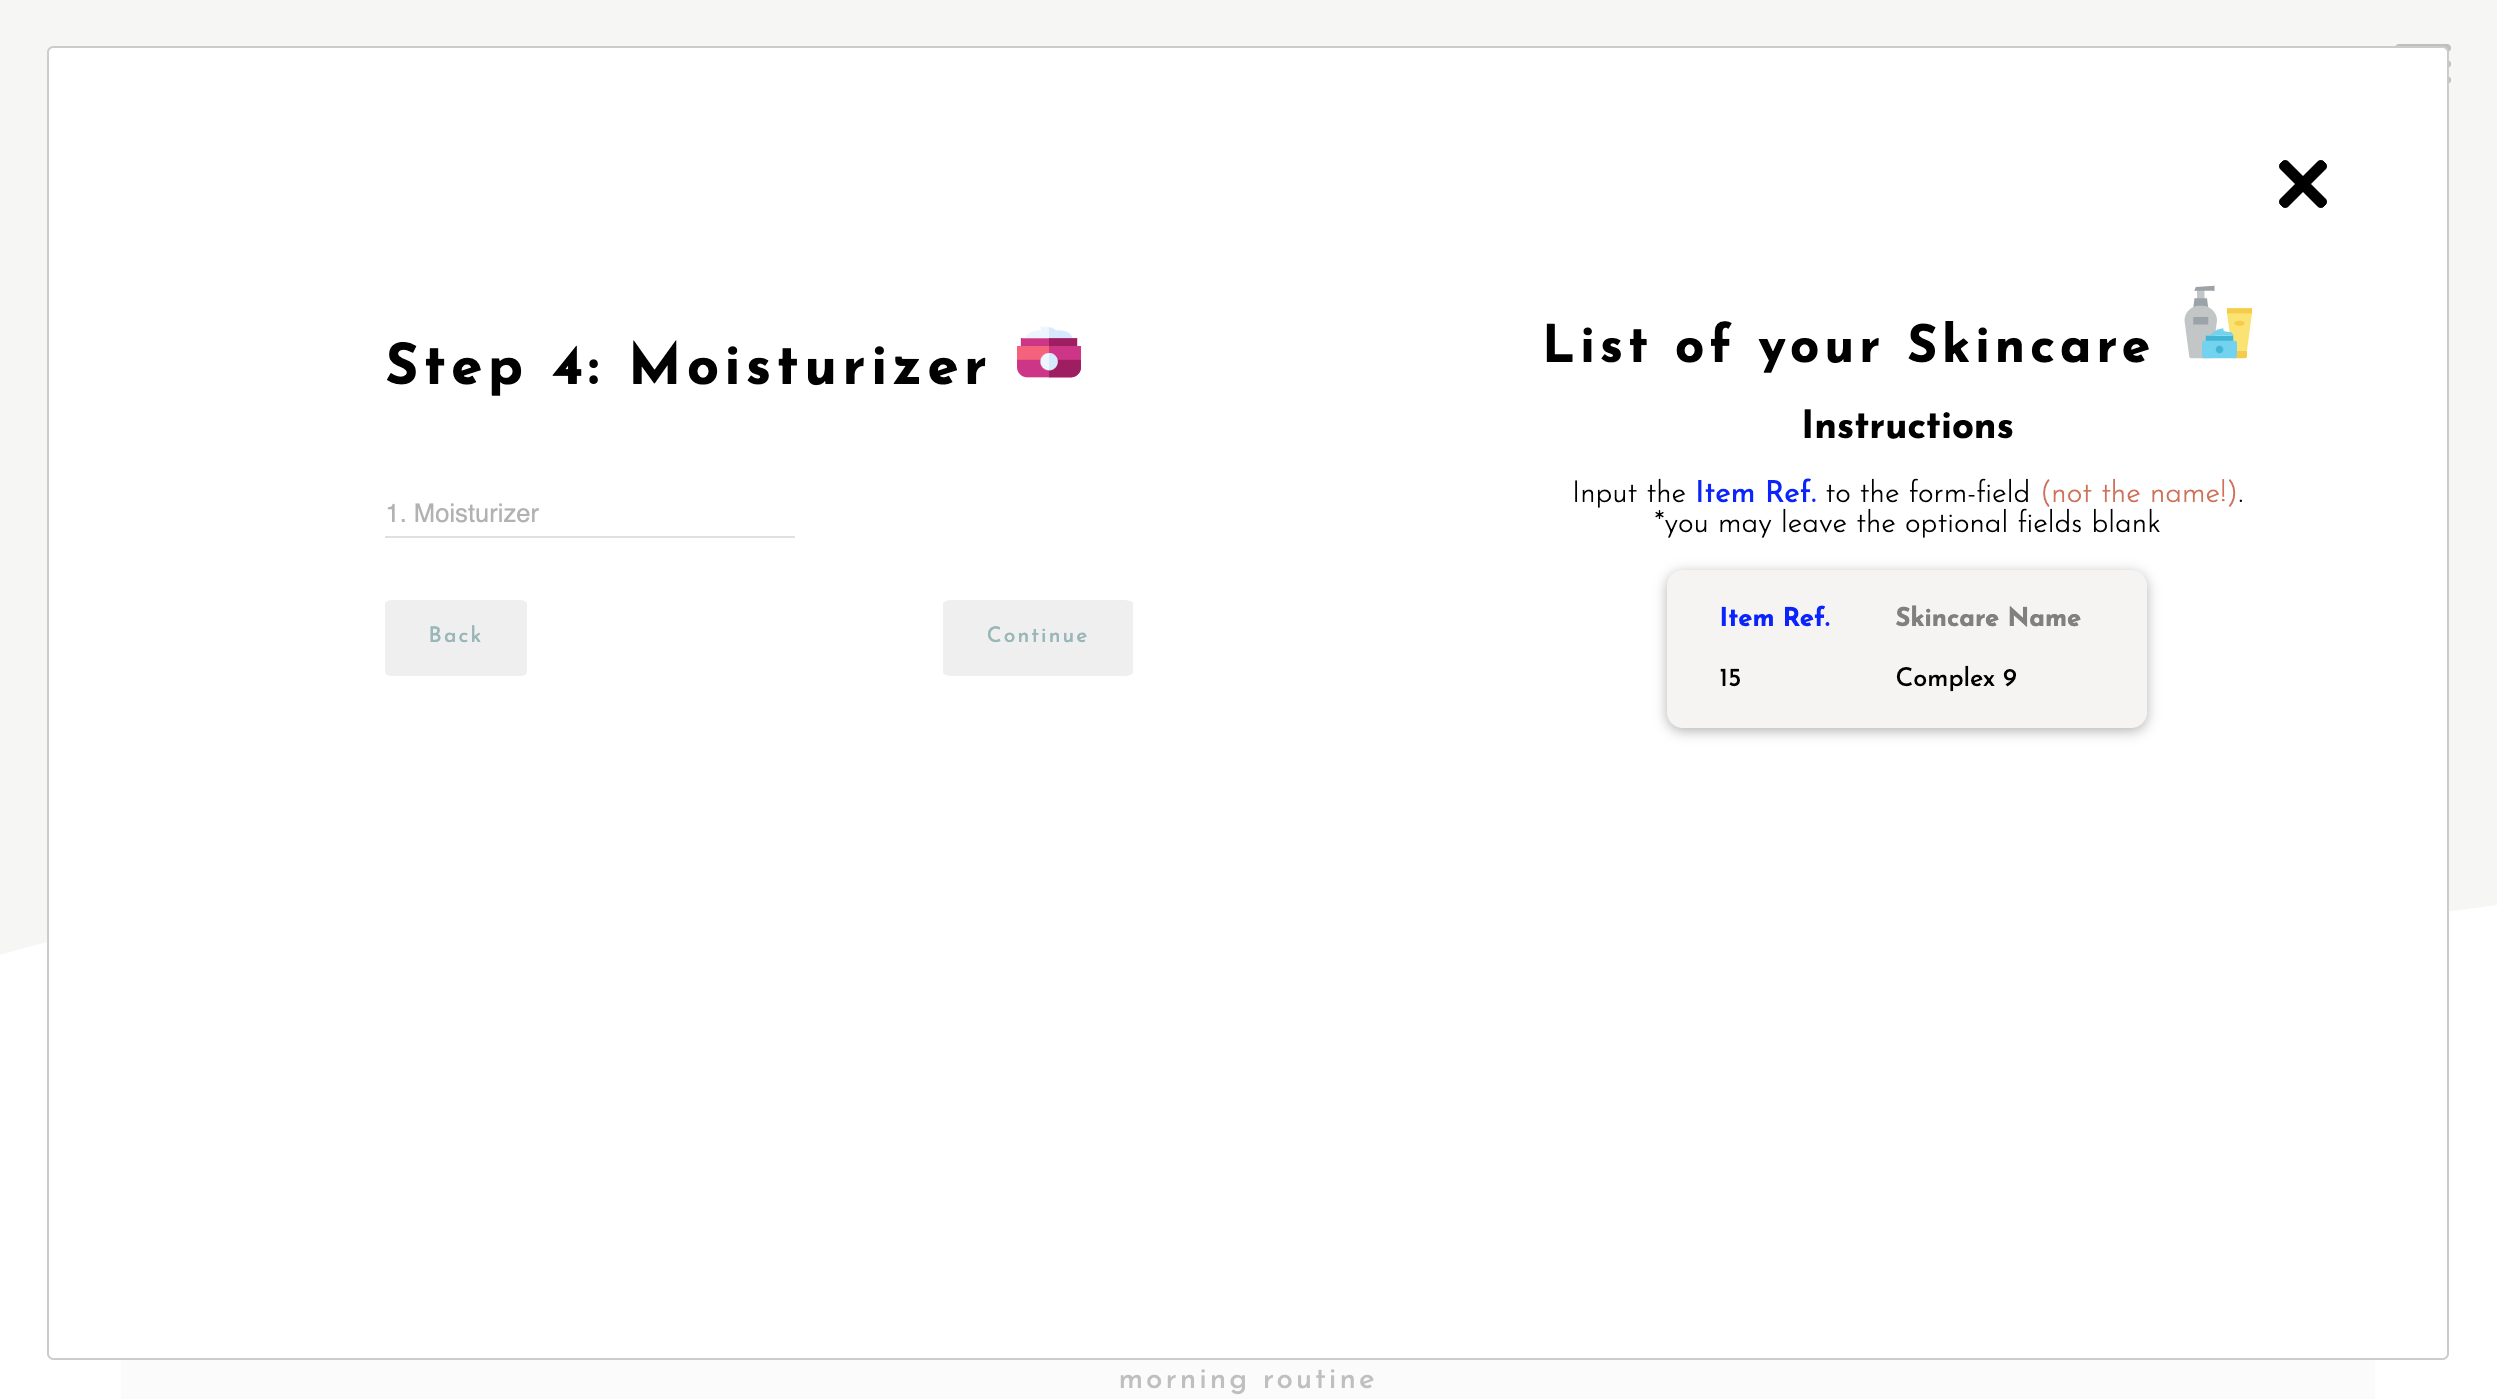 Step 4: Moisturizer
1. Moisturizer
Back
Continue
List of your Skincare
Instructions
Input the Item Ref. to the form-field (not the name!).
*you may leave the optional fields blank
Item Ref. Skincare Name
15 Complex 9
morning routine